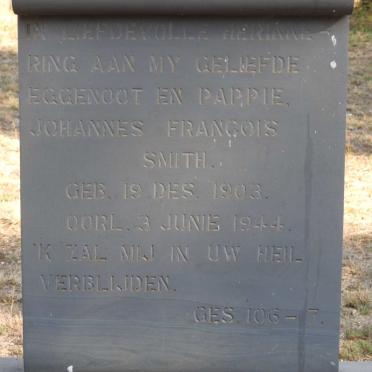 IN LIEFDEVOLLE HERINNE-
RING AAN MY GELIEFDE
EGGENOOT EN PAPPIE,
JOHANNES FRANÇOIS
SMITH.
GEB. 19 DES. 1903.
OORL. 3 JUNIE 1944.
'K ZAL MIJ IN UW HEIL
VERBLIJDEN.
GES. 106-7.